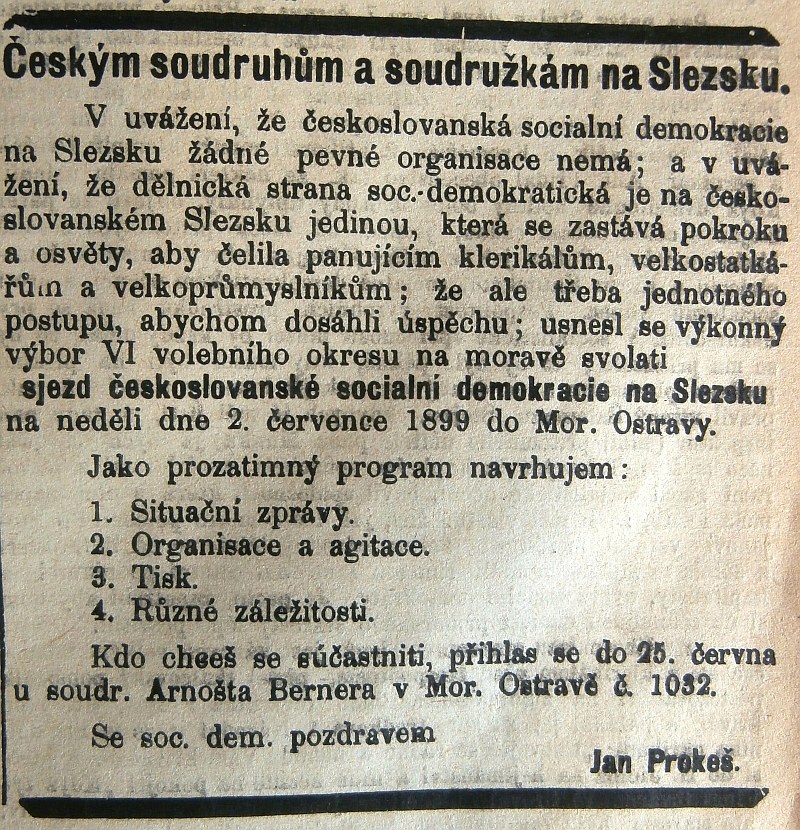 Českým soudruhům a soudružkám na Slezsku.
V uvážení, že českoslovanská socialní demokracie
na Slezsku žádné pevné organisace nemá; a v uvá-
žení, že dělnická strana soc.-demokratická je na česko-
slovanském Slezsku jedinou, která se zastává pokroku
a osvěty, aby čelila panujícím klerikálům, velkostatká-
řům a velkoprůmyslníkům; že ale třeba jednotného
postupu, abychom dosáhli úspěchu; usnesl se výkonný
výbor VI volebního okresu na moravě svolati
sjezd českoslovanské socialní demokracie na Slezsku
na neděli dne 2. července 1899 do Mor. Ostravy.
Jako prozatimný program navrhujem:
1. Situační zprávy.
2. Organisace a agitace.
3. Tisk.
4. Různé záležitosti.
Kdo chceš se súčastniti, přihlas se do 25. června
u soudr. Arnošta Bernera v Mor. Ostravě č. 1032.
Se soc. dem. pozdravem
Jan Prokeš.